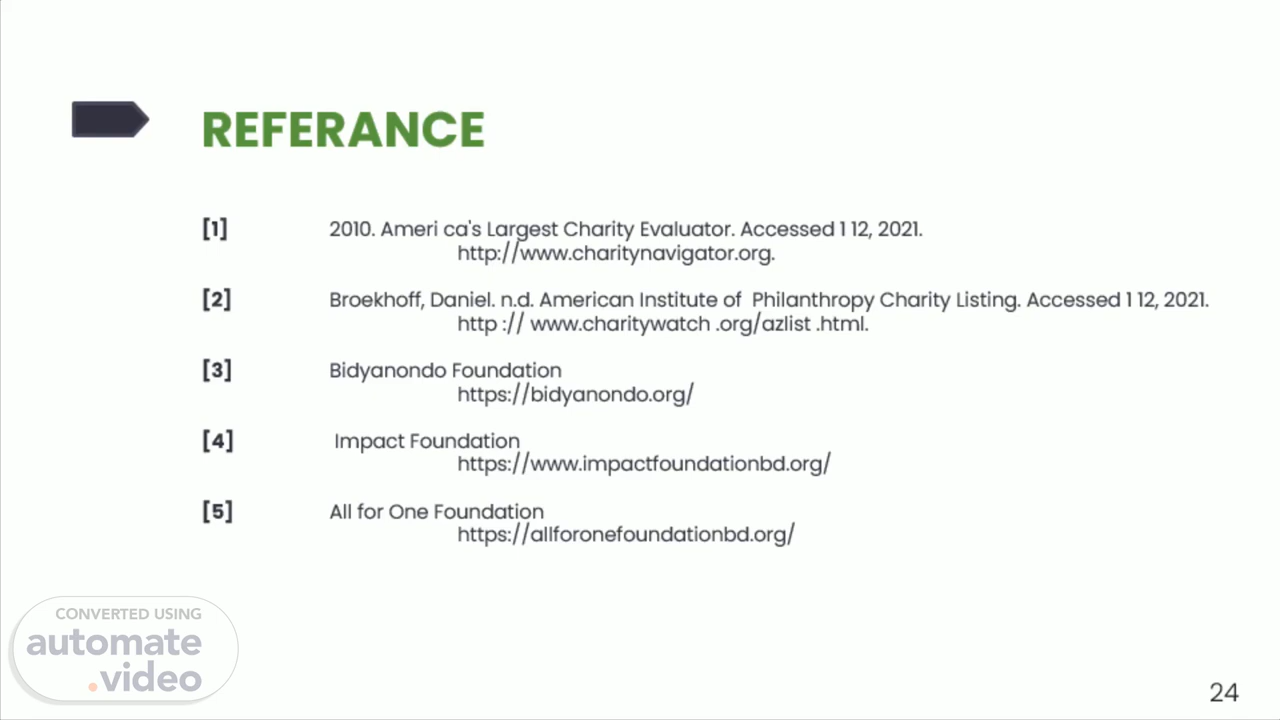 REFERANCE
[1] 2010. Ameri ca's Largest Charity Evaluator. Accessed 1 12, 2021.
http://www.charitynavigator.org.
[2] Broekhoff, Daniel. n.d. American Institute of  Philanthropy Charity Listing. Accessed 1 12, 2021.
http :// www.charitywatch .org/azlist .html.
[3] Bidyanondo Foundation
https://bidyanondo.org/
[4] Impact Foundation
https://www.impactfoundationbd.org/
[5] All for One Foundation
https://allforonefoundationbd.org/
CONVERTED USING
automate
.video
24